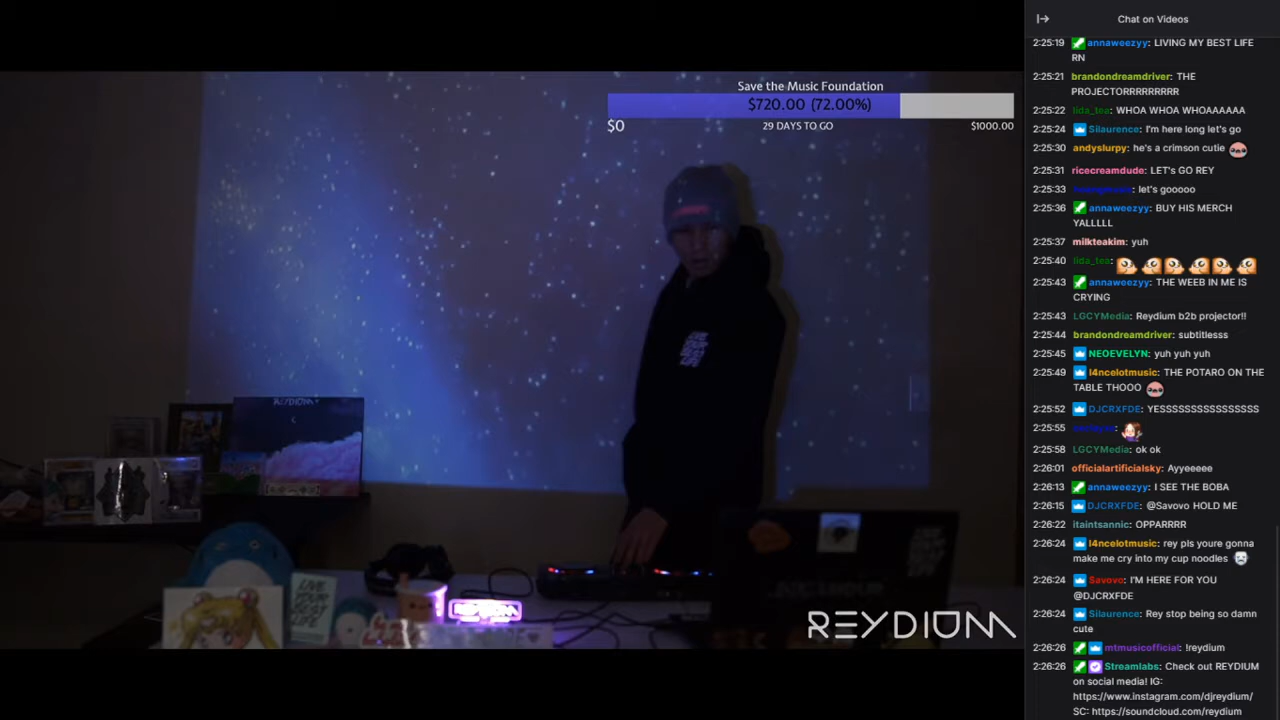 Save the Music Foundation
$720.00 (72.00%)
$0
29 DAYS TO GO
$1000.00
REYDIUM
REYDIUM
REYDIUM
Chat on Videos
2:25:19 annaweezyy: LIVING MY BEST LIFE
RN
2:25:21 brandondreamdriver: THE
PROJECTORRRRRRRRR
2:25:22 lida_tea: WHOA WHOA WHOAAAAAA
2:25:24 Silaurence: I'm here long let's go
2:25:30 andyslurpy: he's a crimson cutie
2:25:31 ricecreamdude: LET'S GO REY
2:25:33 let's gooooo
2:25:36 annaweezyy: BUY HIS MERCH
YALLLLL
2:25:37 milkteakim: yuh
2:25:40 lida_tea:
2:25:43 annaweezyy: THE WEEB IN ME IS
CRYING
2:25:43 LGCYMedia: Reydium b2b projector!!
2:25:44 brandondreamdriver: subtitlesss
2:25:45 NEOEVELYN: yuh yuh yuh
2:25:49 l4ncelotmusic: THE POTARO ON THE
TABLE THOOO
2:25:52 DJCRXFDE: YESSSSSSSSSSSSSSS
2:25:55
2:25:58 LGCYMedia: ok ok
2:26:01 officialartificialsky: Ayyeeeee
2:26:13 annaweezyy: I SEE THE BOBA
2:26:15 DJCRXFDE: @Savovo HOLD ME
2:26:22 itaintsannic: OPPARRRR
2:26:24 l4ncelotmusic: rey pls youre gonna
make me cry into my cup noodles
2:26:24 Savovo: I'M HERE FOR YOU
@DJCRXFDE
2:26:24 Silaurence: Rey stop being so damn
cute
2:26:26 mtmusicofficial: !reydium
2:26:26 Streamlabs: Check out REYDIUM
on social media! IG:
https://www.instagram.com/djreydium/
SC: https://soundcloud.com/reydium